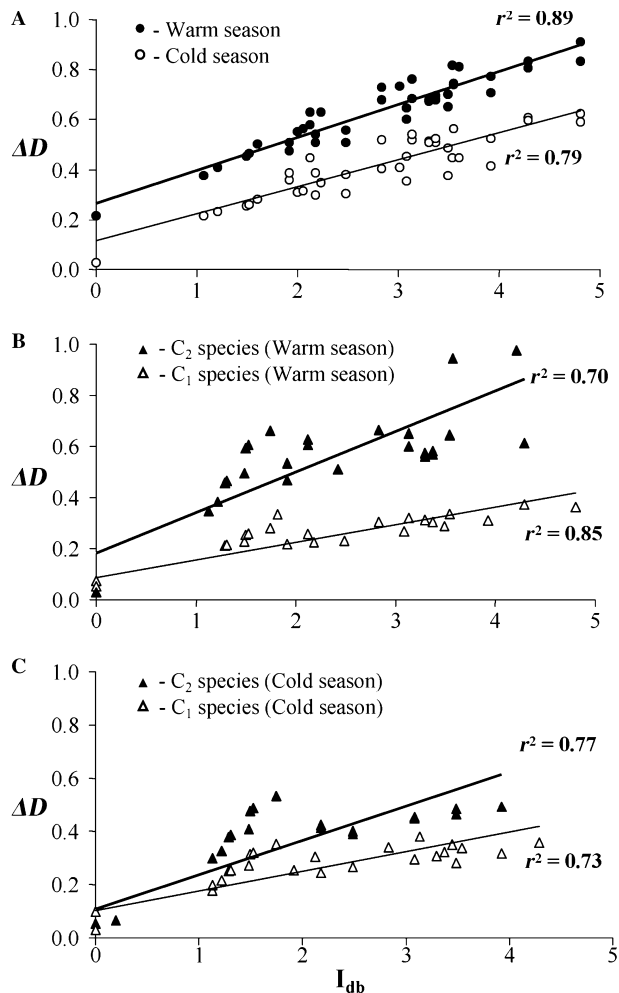 A
● - Warm season
○ - Cold season
r² = 0.89
r² = 0.79
ΔD
1.0
0.8
0.6
0.4
0.2
0.0
0 1 2 3 4 5
B
▲ - C₂ species (Warm season)
△ - C₁ species (Warm season)
r² = 0.70
r² = 0.85
ΔD
1.0
0.8
0.6
0.4
0.2
0.0
0 1 2 3 4 5
C
▲ - C₂ species (Cold season)
△ - C₁ species (Cold season)
r² = 0.77
r² = 0.73
ΔD
1.0
0.8
0.6
0.4
0.2
0.0
0 1 2 3 4 5
I_db